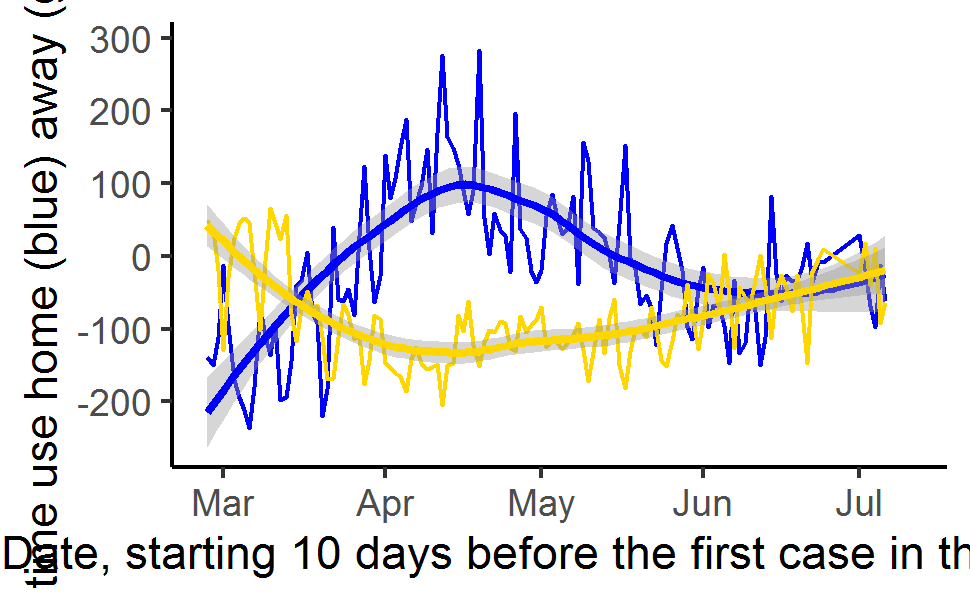 time use home (blue) away (
300
200
100
0
-100
-200
Mar Apr May Jun Jul
Date, starting 10 days before the first case in th